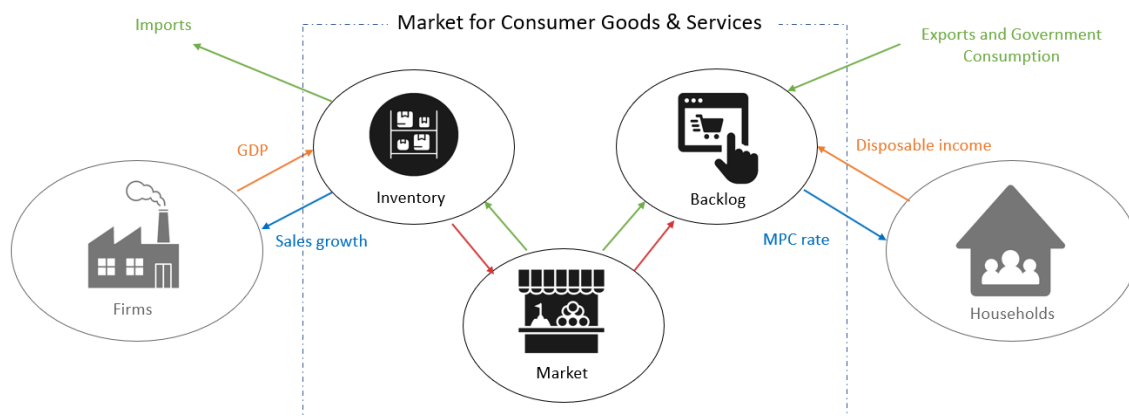 Market for Consumer Goods & Services
Imports
Exports and Government
Consumption
GDP
Disposable income
Inventory
Backlog
Sales growth
MPC rate
Firms
Households
Market